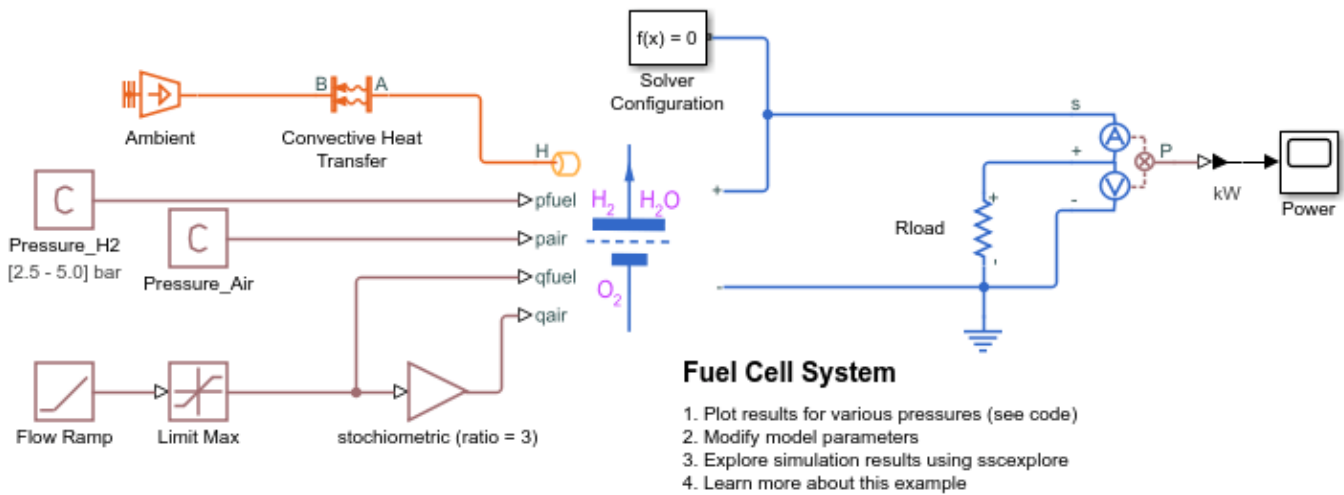 f(x) = 0
Solver
Configuration
B
A
Ambient
Convective Heat
Transfer
H
s
+
P
kW
Power
C
Pressure_H2
[2.5 - 5.0] bar
C
Pressure_Air
pfuel
pair
qfuel
qair
H2
H2O
O2
+
-
Rload
+
-
A
V
-
Flow Ramp
Limit Max
stochiometric (ratio = 3)
Fuel Cell System
1. Plot results for various pressures (see code)
2. Modify model parameters
3. Explore simulation results using sscexplore
4. Learn more about this example